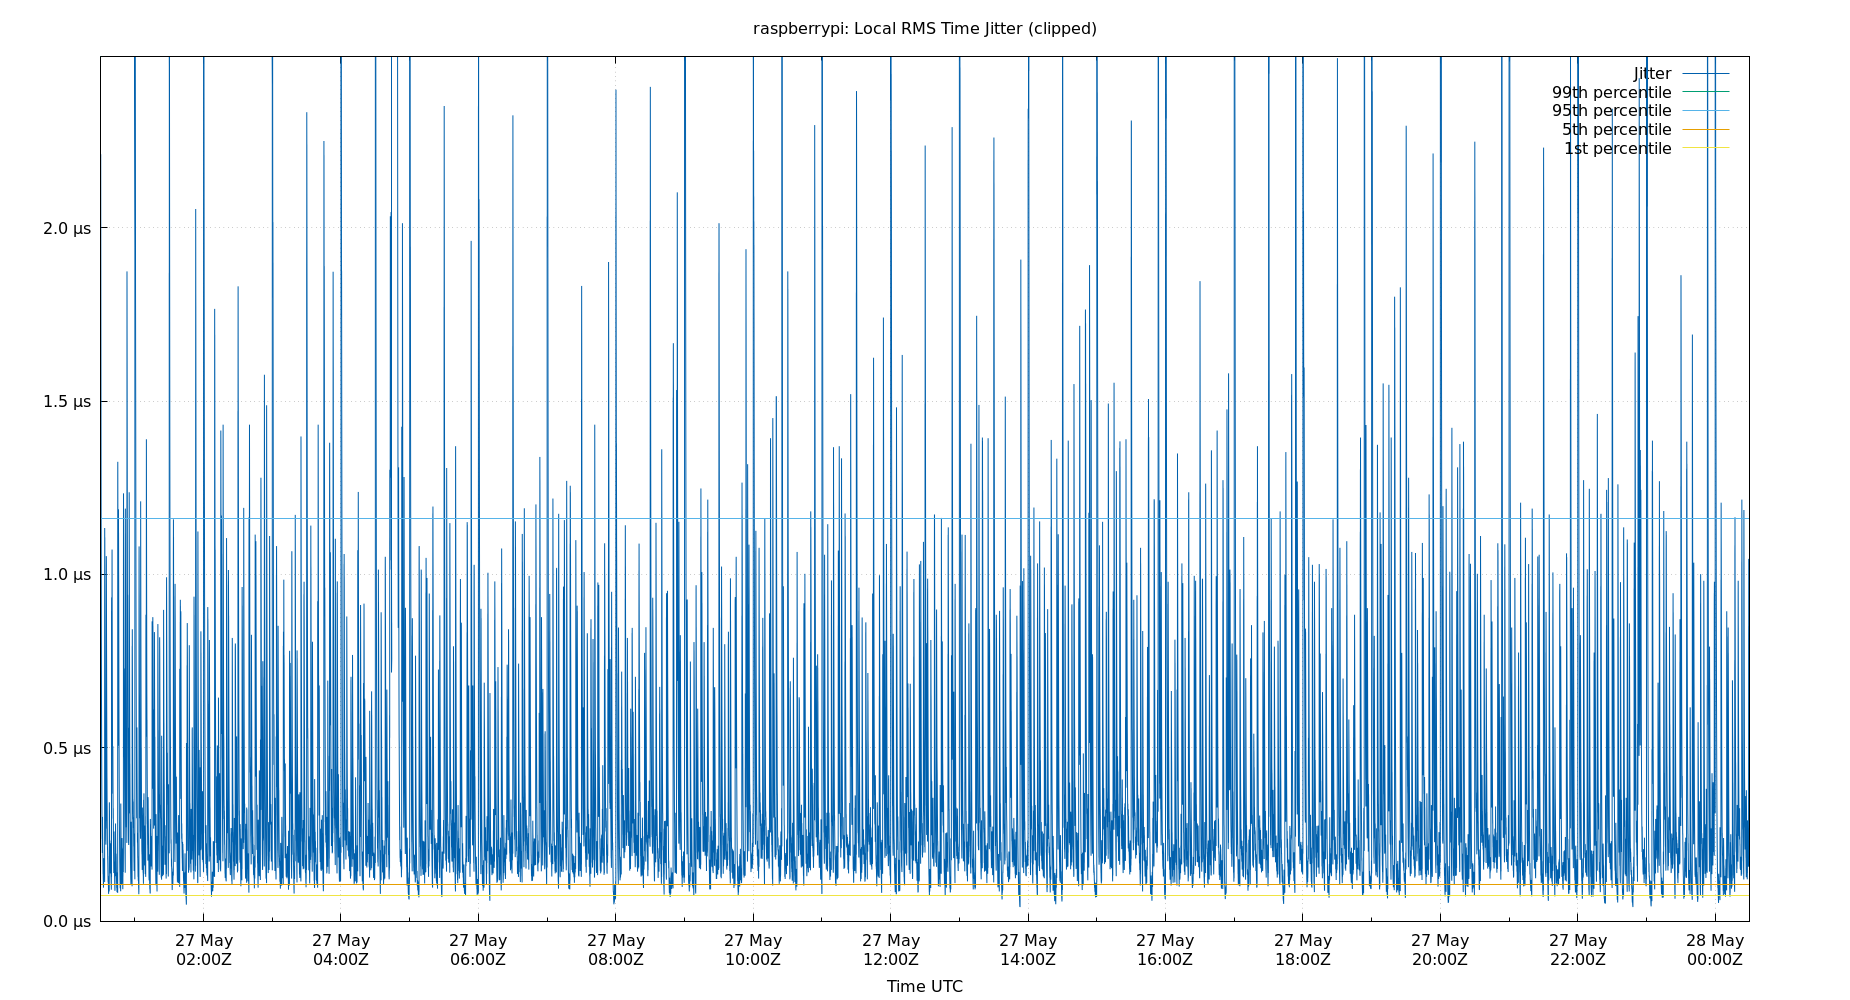 raspberrypi: Local RMS Time Jitter (clipped)
Jitter
99th percentile
95th percentile
5th percentile
1st percentile
2.0 µs
1.5 µs
1.0 µs
0.5 µs
0.0 µs
27 May 27 May 27 May 27 May 27 May 27 May 27 May 27 May 27 May 27 May 27 May 28 May
02:00Z 04:00Z 06:00Z 08:00Z 10:00Z 12:00Z 14:00Z 16:00Z 18:00Z 20:00Z 22:00Z 00:00Z
Time UTC